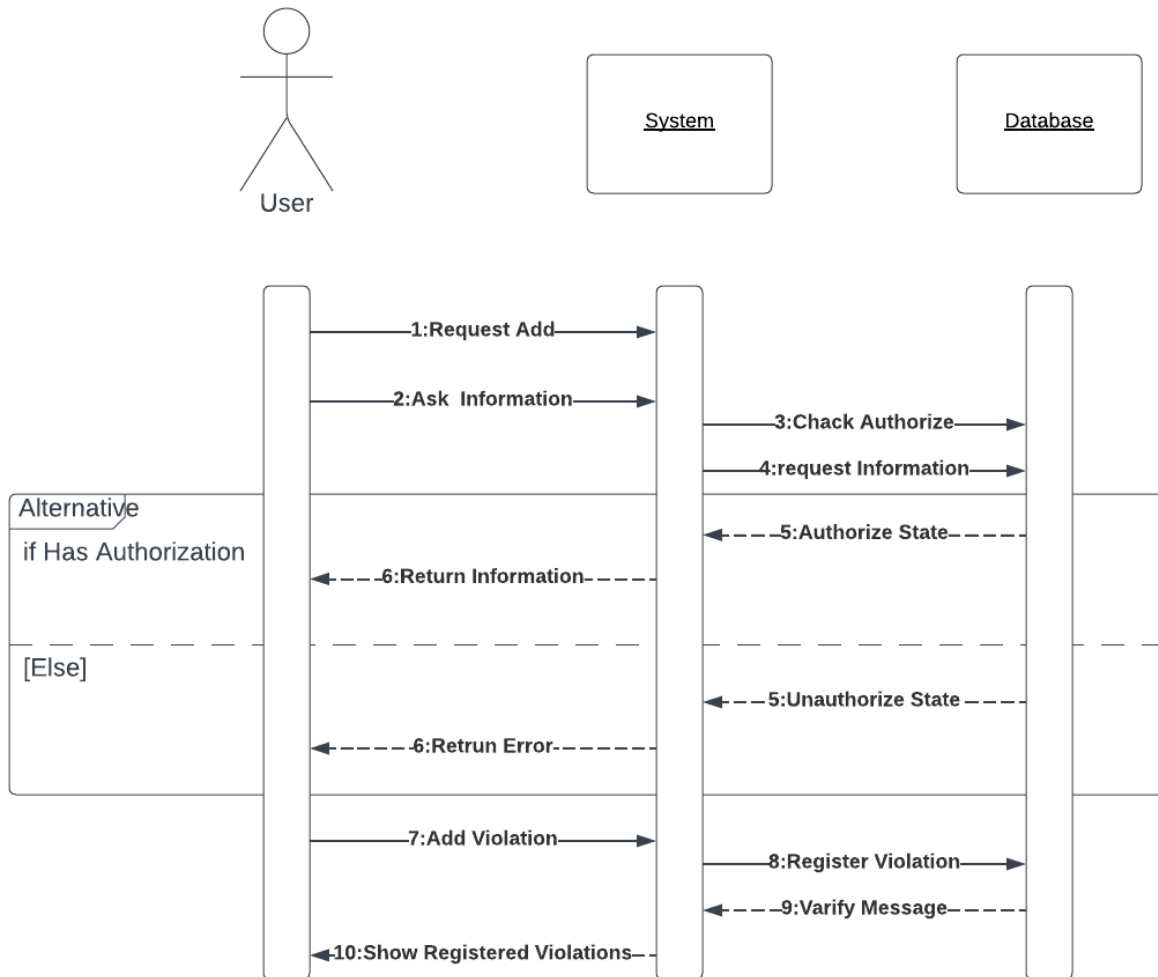 System
Database
User
1:Request Add
2:Ask Information
3:Chack Authorize
4:request Information
Alternative
5:Authorize State
if Has Authorization
6:Return Information
[Else]
5:Unauthorize State
6:Retrun Error
7:Add Violation
8:Register Violation
9:Varify Message
10:Show Registered Violations